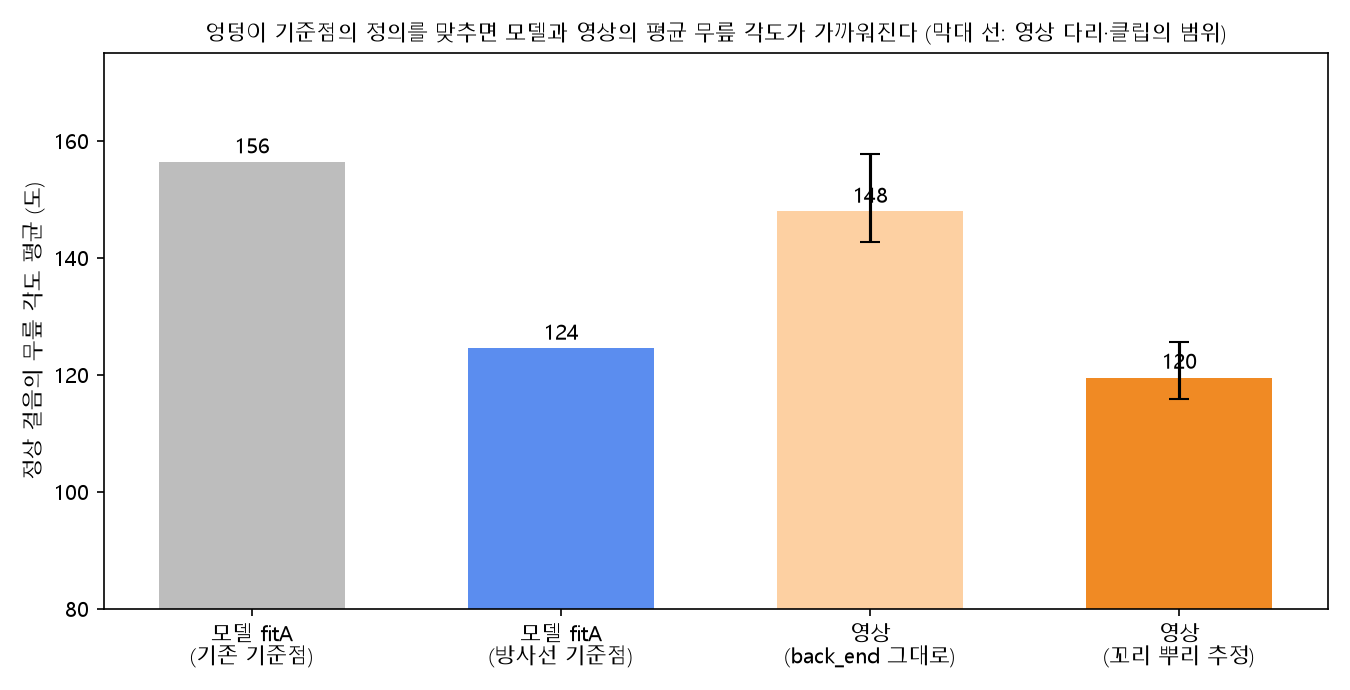 엉덩이 기준점의 정의를 맞추면 모델과 영상의 평균 무릎 각도가 가까워진다 (막대 선: 영상 다리·클립의 범위)
정상 걸음의 무릎 각도 평균 (도)
160
140
120
100
80
156
124
148
120
모델 fitA
(기존 기준점)
모델 fitA
(방사선 기준점)
영상
(back_end 그대로)
영상
(꼬리 뿌리 추정)